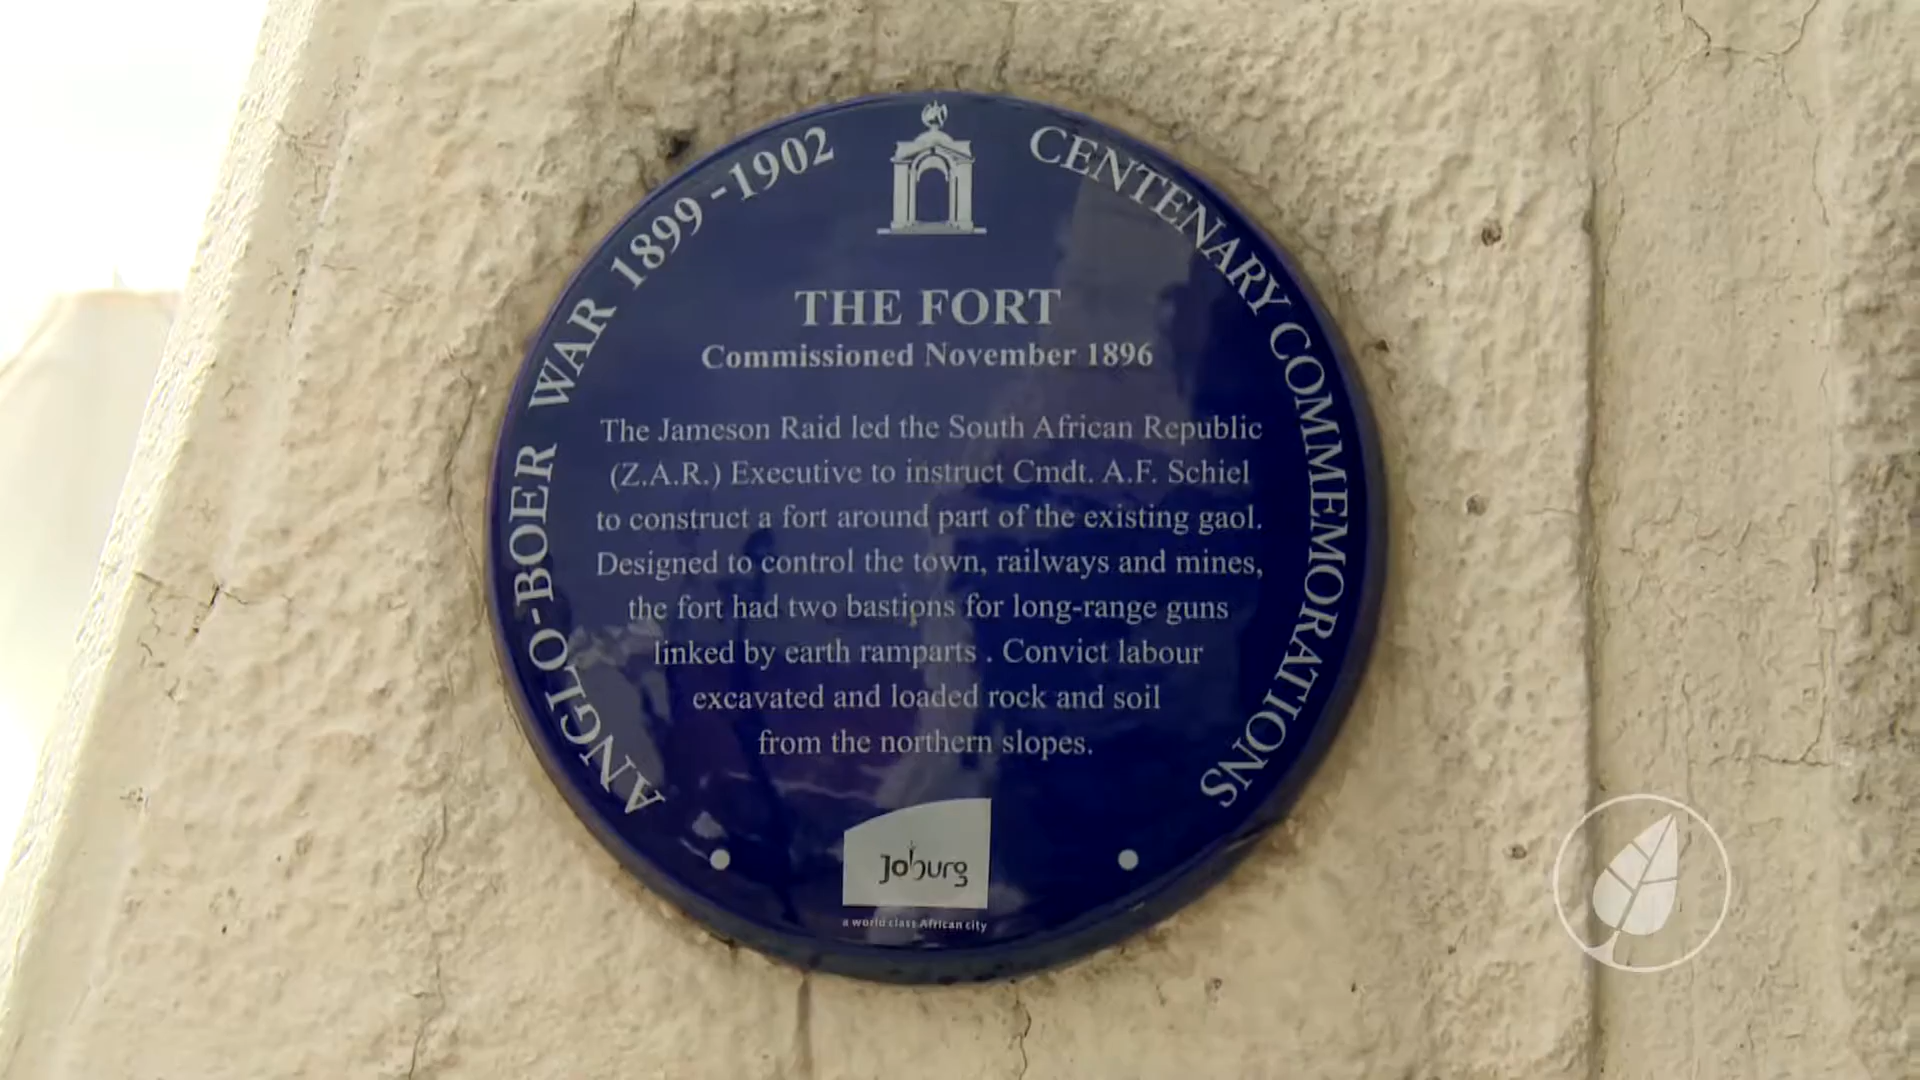 ANGLO-BOER WAR 1899-1902
CENTENARY COMMEMORATIONS
THE FORT
Commissioned November 1896
The Jameson Raid led the South African Republic
(Z.A.R.) Executive to instruct Cmdt. A.F. Schiel
to construct a fort around part of the existing gaol.
Designed to control the town, railways and mines,
the fort had two bastions for long-range guns
linked by earth ramparts . Convict labour
excavated and loaded rock and soil
from the northern slopes.
Joburg
a world class African city